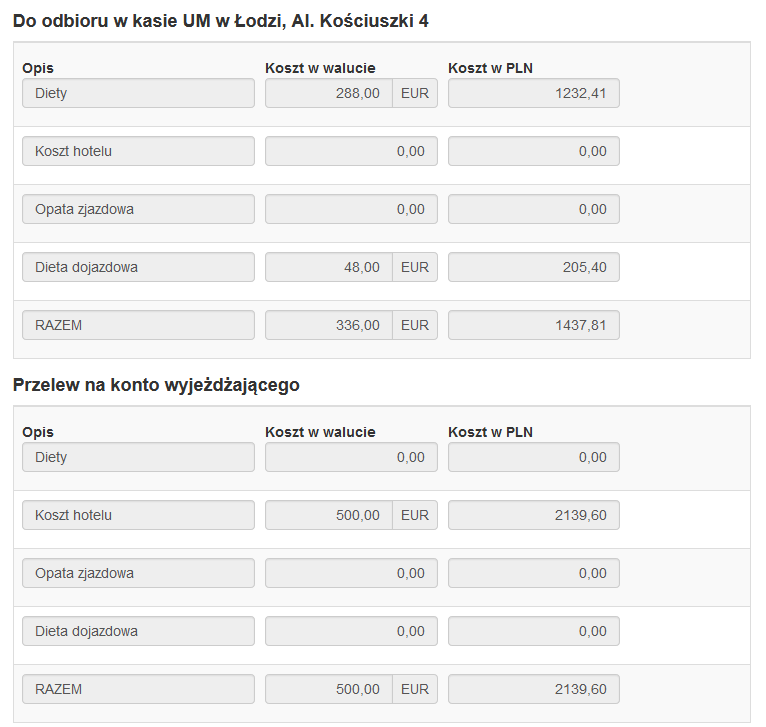 Do odbioru w kasie UM w Łodzi, Al. Kościuszki 4
Opis Koszt w walucie Koszt w PLN
Diety 288,00 EUR 1232,41
Koszt hotelu 0,00 0,00
Opata zjazdowa 0,00 0,00
Dieta dojazdowa 48,00 EUR 205,40
RAZEM 336,00 EUR 1437,81
Przelew na konto wyjeżdżającego
Opis Koszt w walucie Koszt w PLN
Diety 0,00 0,00
Koszt hotelu 500,00 EUR 2139,60
Opata zjazdowa 0,00 0,00
Dieta dojazdowa 0,00 0,00
RAZEM 500,00 EUR 2139,60